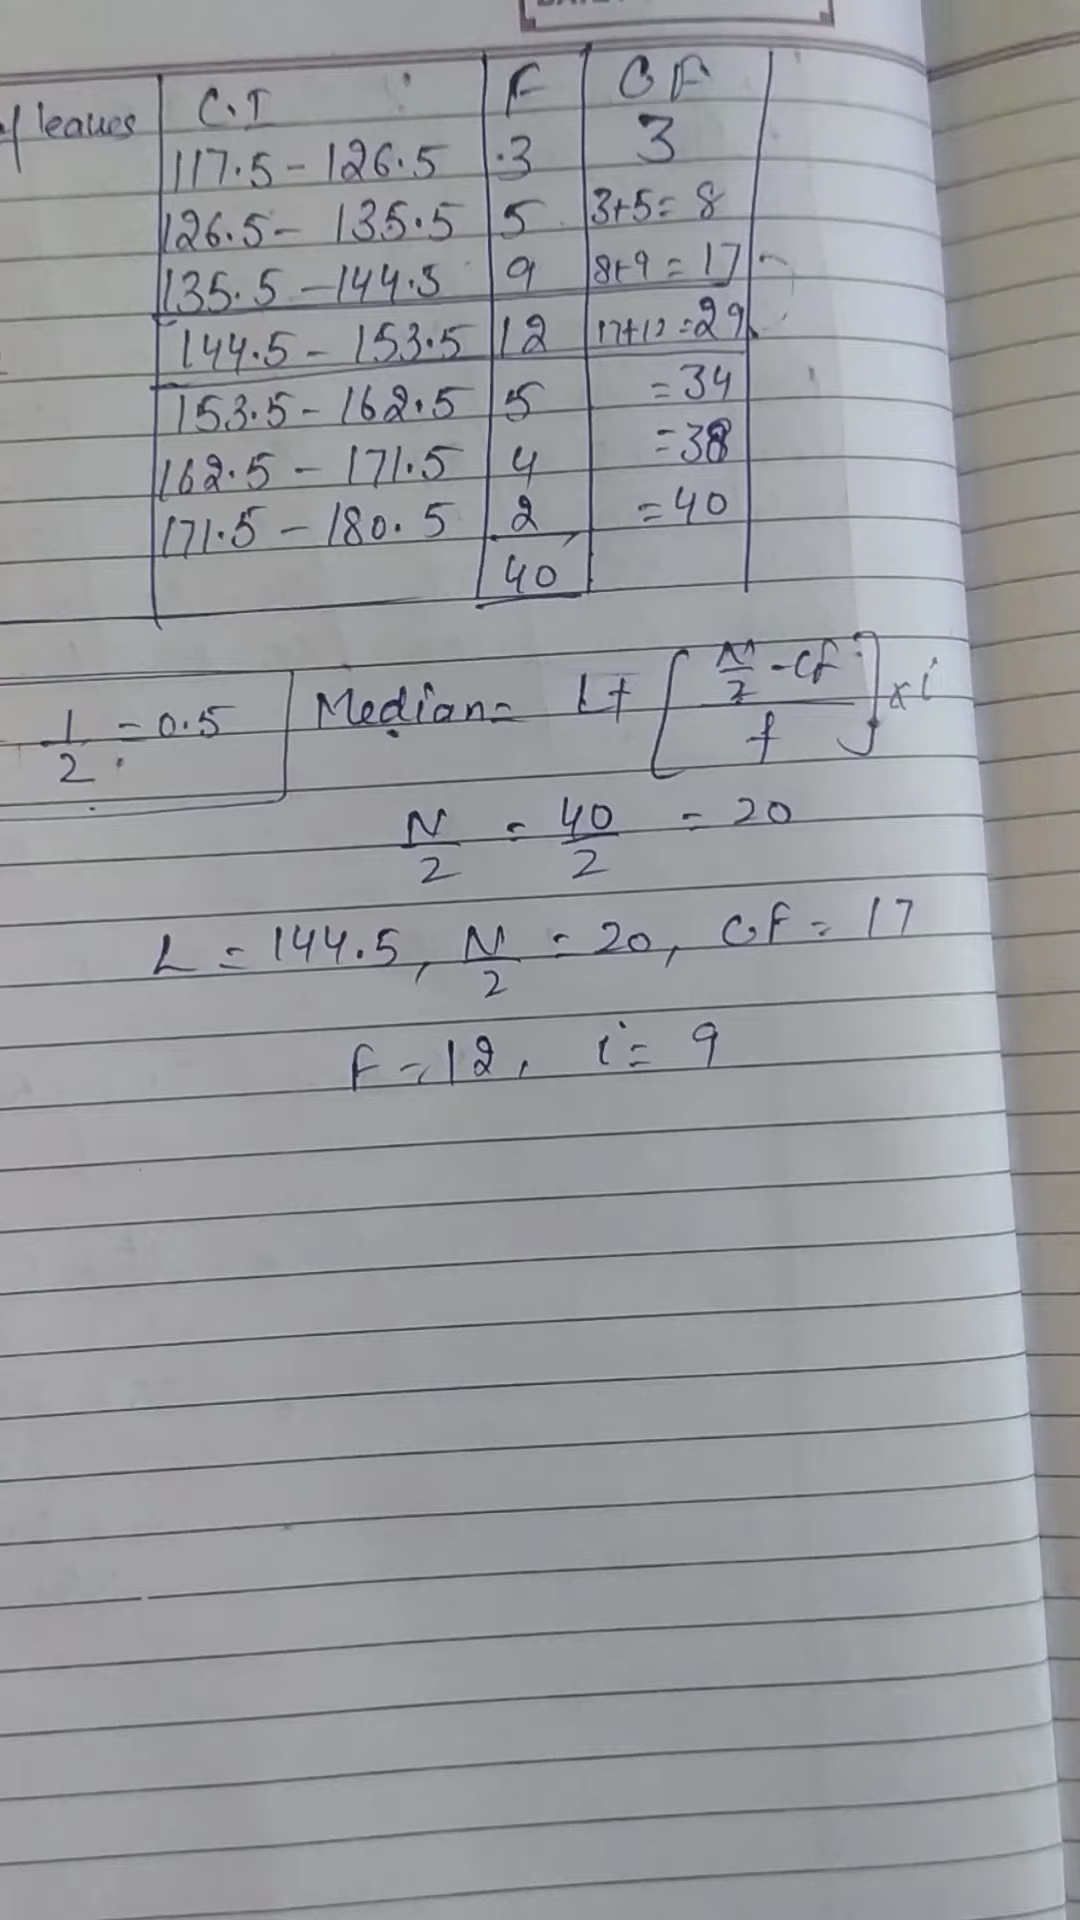 of leaves C.I F C F
117.5 - 126.5 3 3
126.5 - 135.5 5 3+5= 8
135.5 - 144.5 9 8+9 = 17
144.5 - 153.5 12 17+12 = 29
153.5 - 162.5 5 = 34
162.5 - 171.5 4 = 38
171.5 - 180.5 2 = 40
40
1/2 = 0.5 Median = L + [ (N/2 - cf) / f ] x i
N/2 = 40/2 = 20
L = 144.5, N/2 = 20, CF = 17
F = 12, i = 9